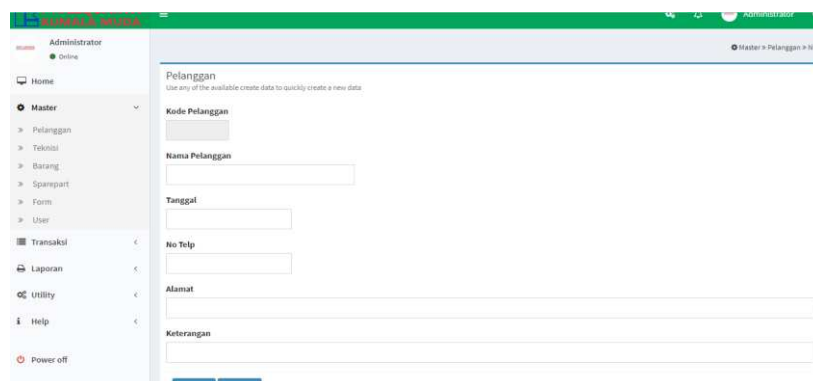 Administrator
Administrator
Online
Master > Pelanggan > N
Home
Master
Pelanggan
Teknisi
Barang
Sparepart
Form
User
Transaksi
Laporan
Utility
Help
Power off
Pelanggan
Use any of the available create data to quickly create a new data
Kode Pelanggan
Nama Pelanggan
Tanggal
No Telp
Alamat
Keterangan